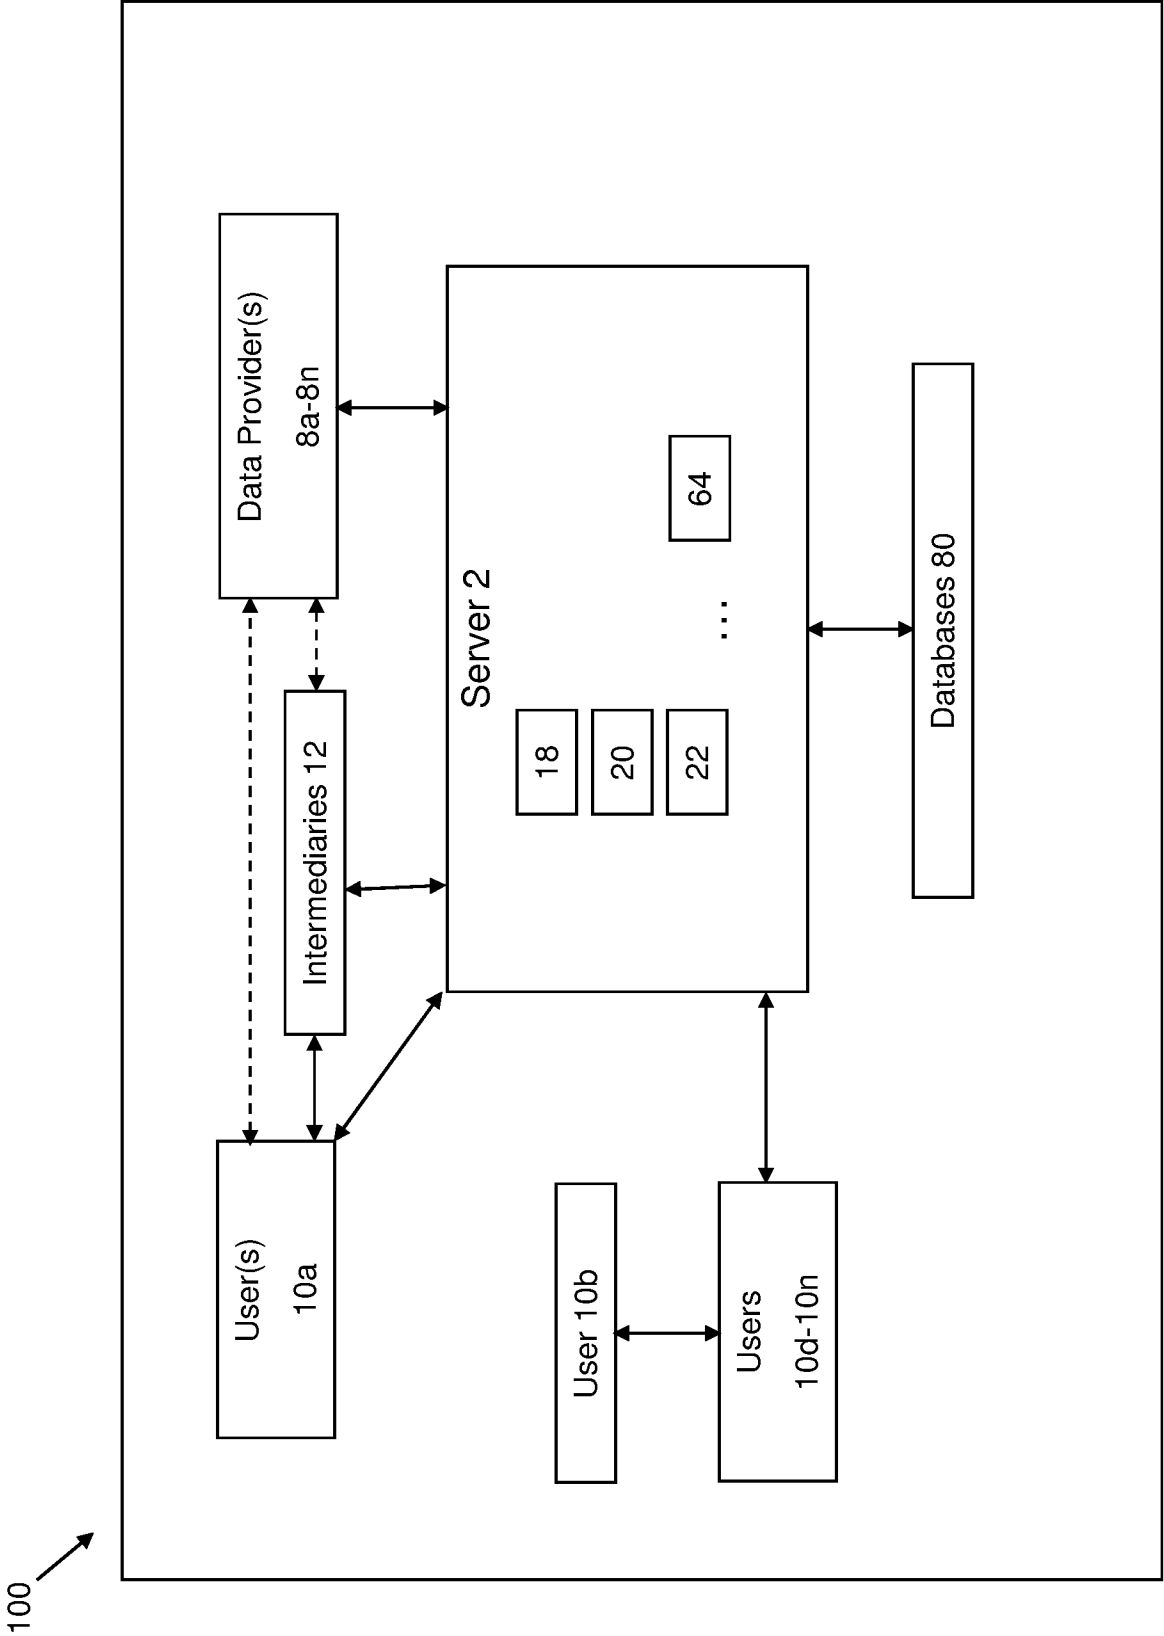 100
User(s)
10a
Intermediaries 12
Data Provider(s)
8a-8n
Server 2
18
20
22
...
64
User 10b
Users
10d-10n
Databases 80